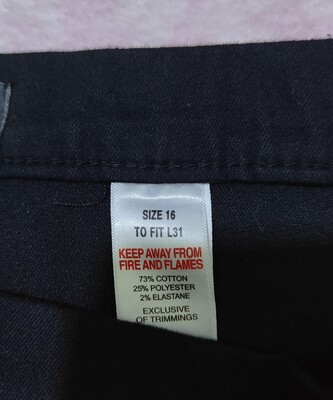 SIZE 16
TO FIT L31
KEEP AWAY FROM
FIRE AND FLAMES
73% COTTON
25% POLYESTER
2% ELASTANE
EXCLUSIVE
OF TRIMMINGS